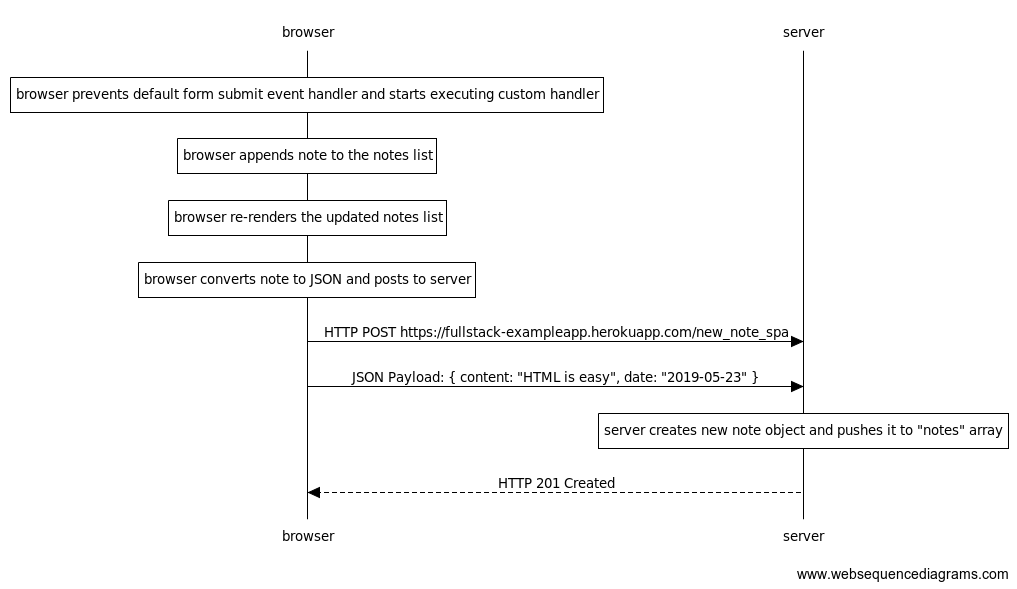 browser
server
browser prevents default form submit event handler and starts executing custom handler
browser appends note to the notes list
browser re-renders the updated notes list
browser converts note to JSON and posts to server
HTTP POST https://fullstack-exampleapp.herokuapp.com/new_note_spa
JSON Payload: { content: "HTML is easy", date: "2019-05-23" }
server creates new note object and pushes it to "notes" array
HTTP 201 Created
browser
server
www.websequencediagrams.com